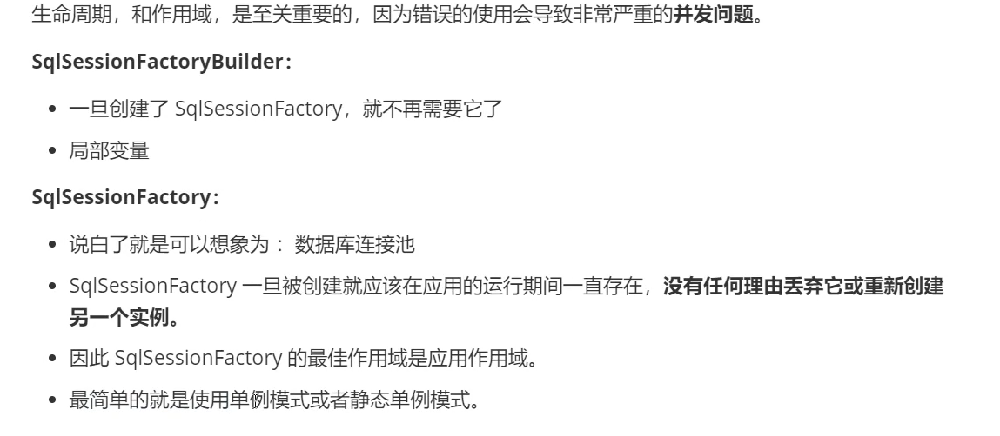 生命周期，和作用域，是至关重要的，因为错误的使用会导致非常严重的并发问题。
SqlSessionFactoryBuilder：
一旦创建了 SqlSessionFactory，就不再需要它了
局部变量
SqlSessionFactory：
说白了就是可以想象为 ：数据库连接池
SqlSessionFactory 一旦被创建就应该在应用的运行期间一直存在，没有任何理由丢弃它或重新创建
另一个实例。
因此 SqlSessionFactory 的最佳作用域是应用作用域。
最简单的就是使用单例模式或者静态单例模式。